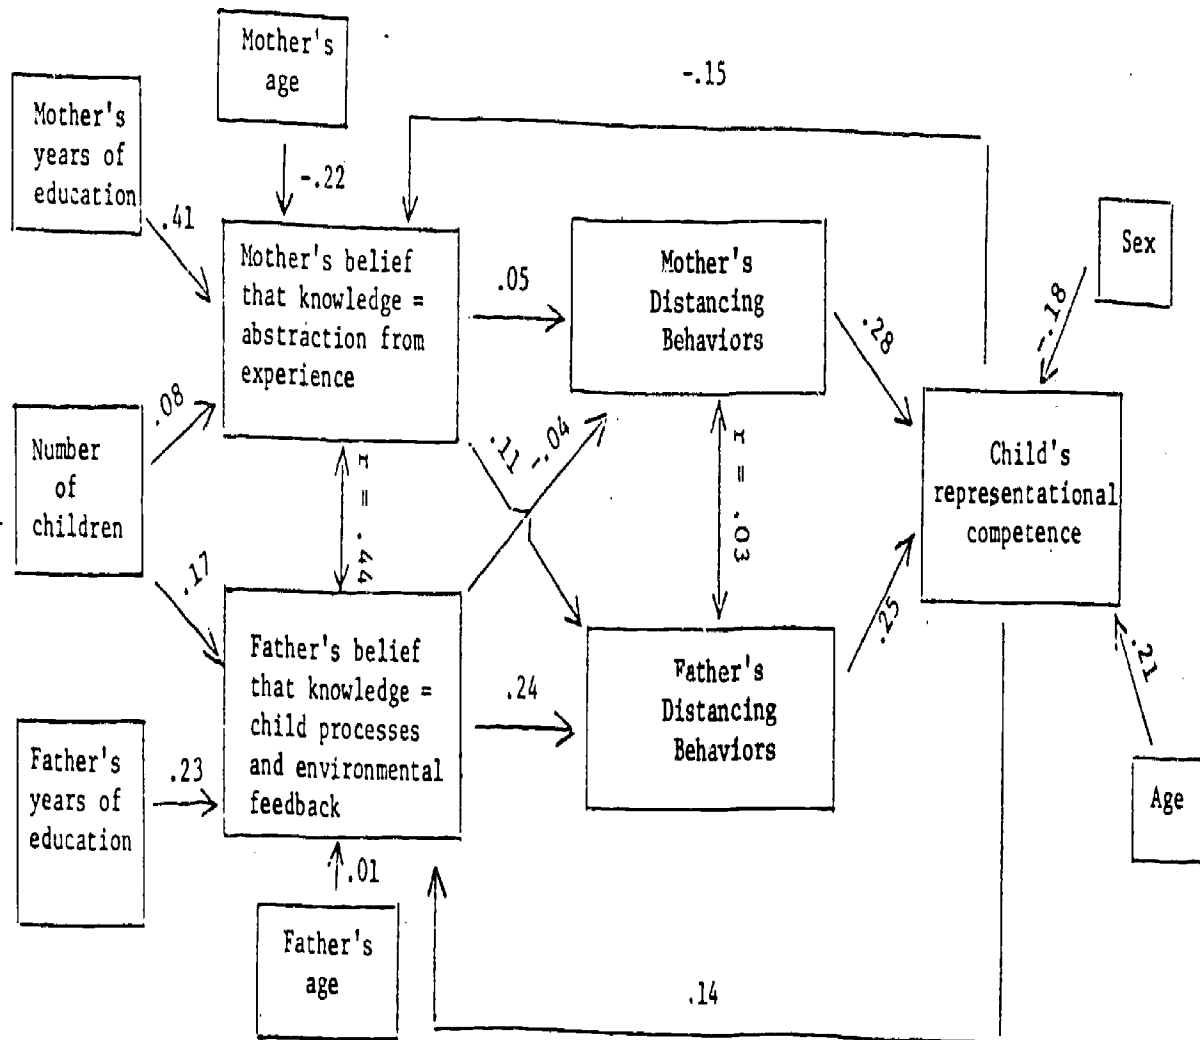 Mother's
age
-.15
Mother's
years of
education
-.22
.41
Sex
Mother's belief
that knowledge =
abstraction from
experience
.05
Mother's
Distancing
Behaviors
-.18
.28
.08
Number
of
children
.11
-.04
r = .44
r = .03
Child's
representational
competence
.17
.25
Father's belief
that knowledge =
child processes
and environmental
feedback
.24
Father's
Distancing
Behaviors
.21
Father's
years of
education
.23
Age
.01
Father's
age
.14